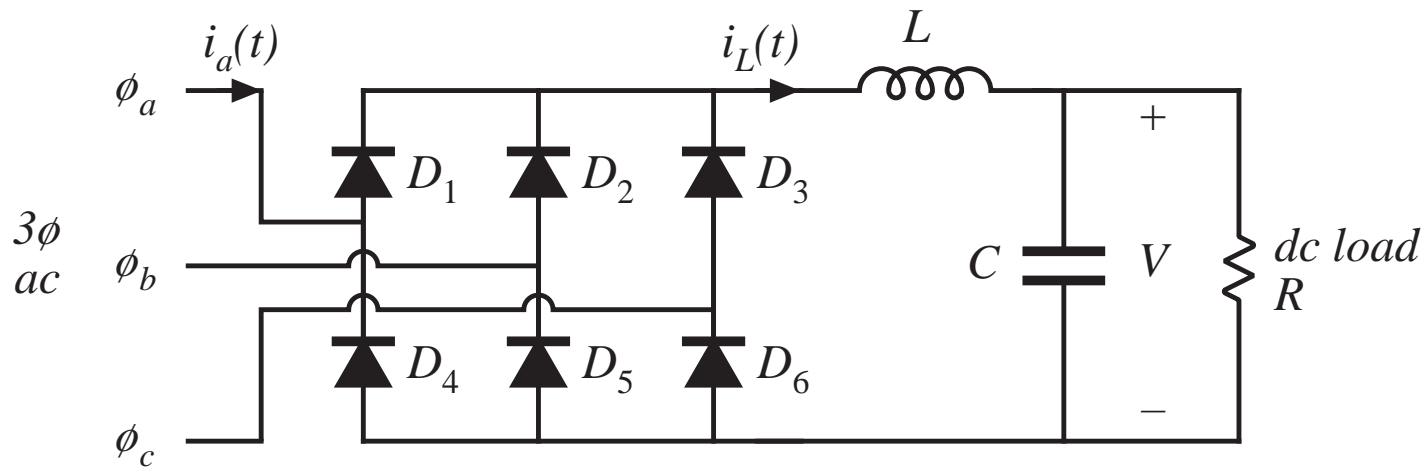 i_a(t)
i_L(t)
L
ϕ_a
+
D_1
D_2
D_3
3ϕ
ac
ϕ_b
C
V
dc load
R
D_4
D_5
D_6
–
ϕ_c